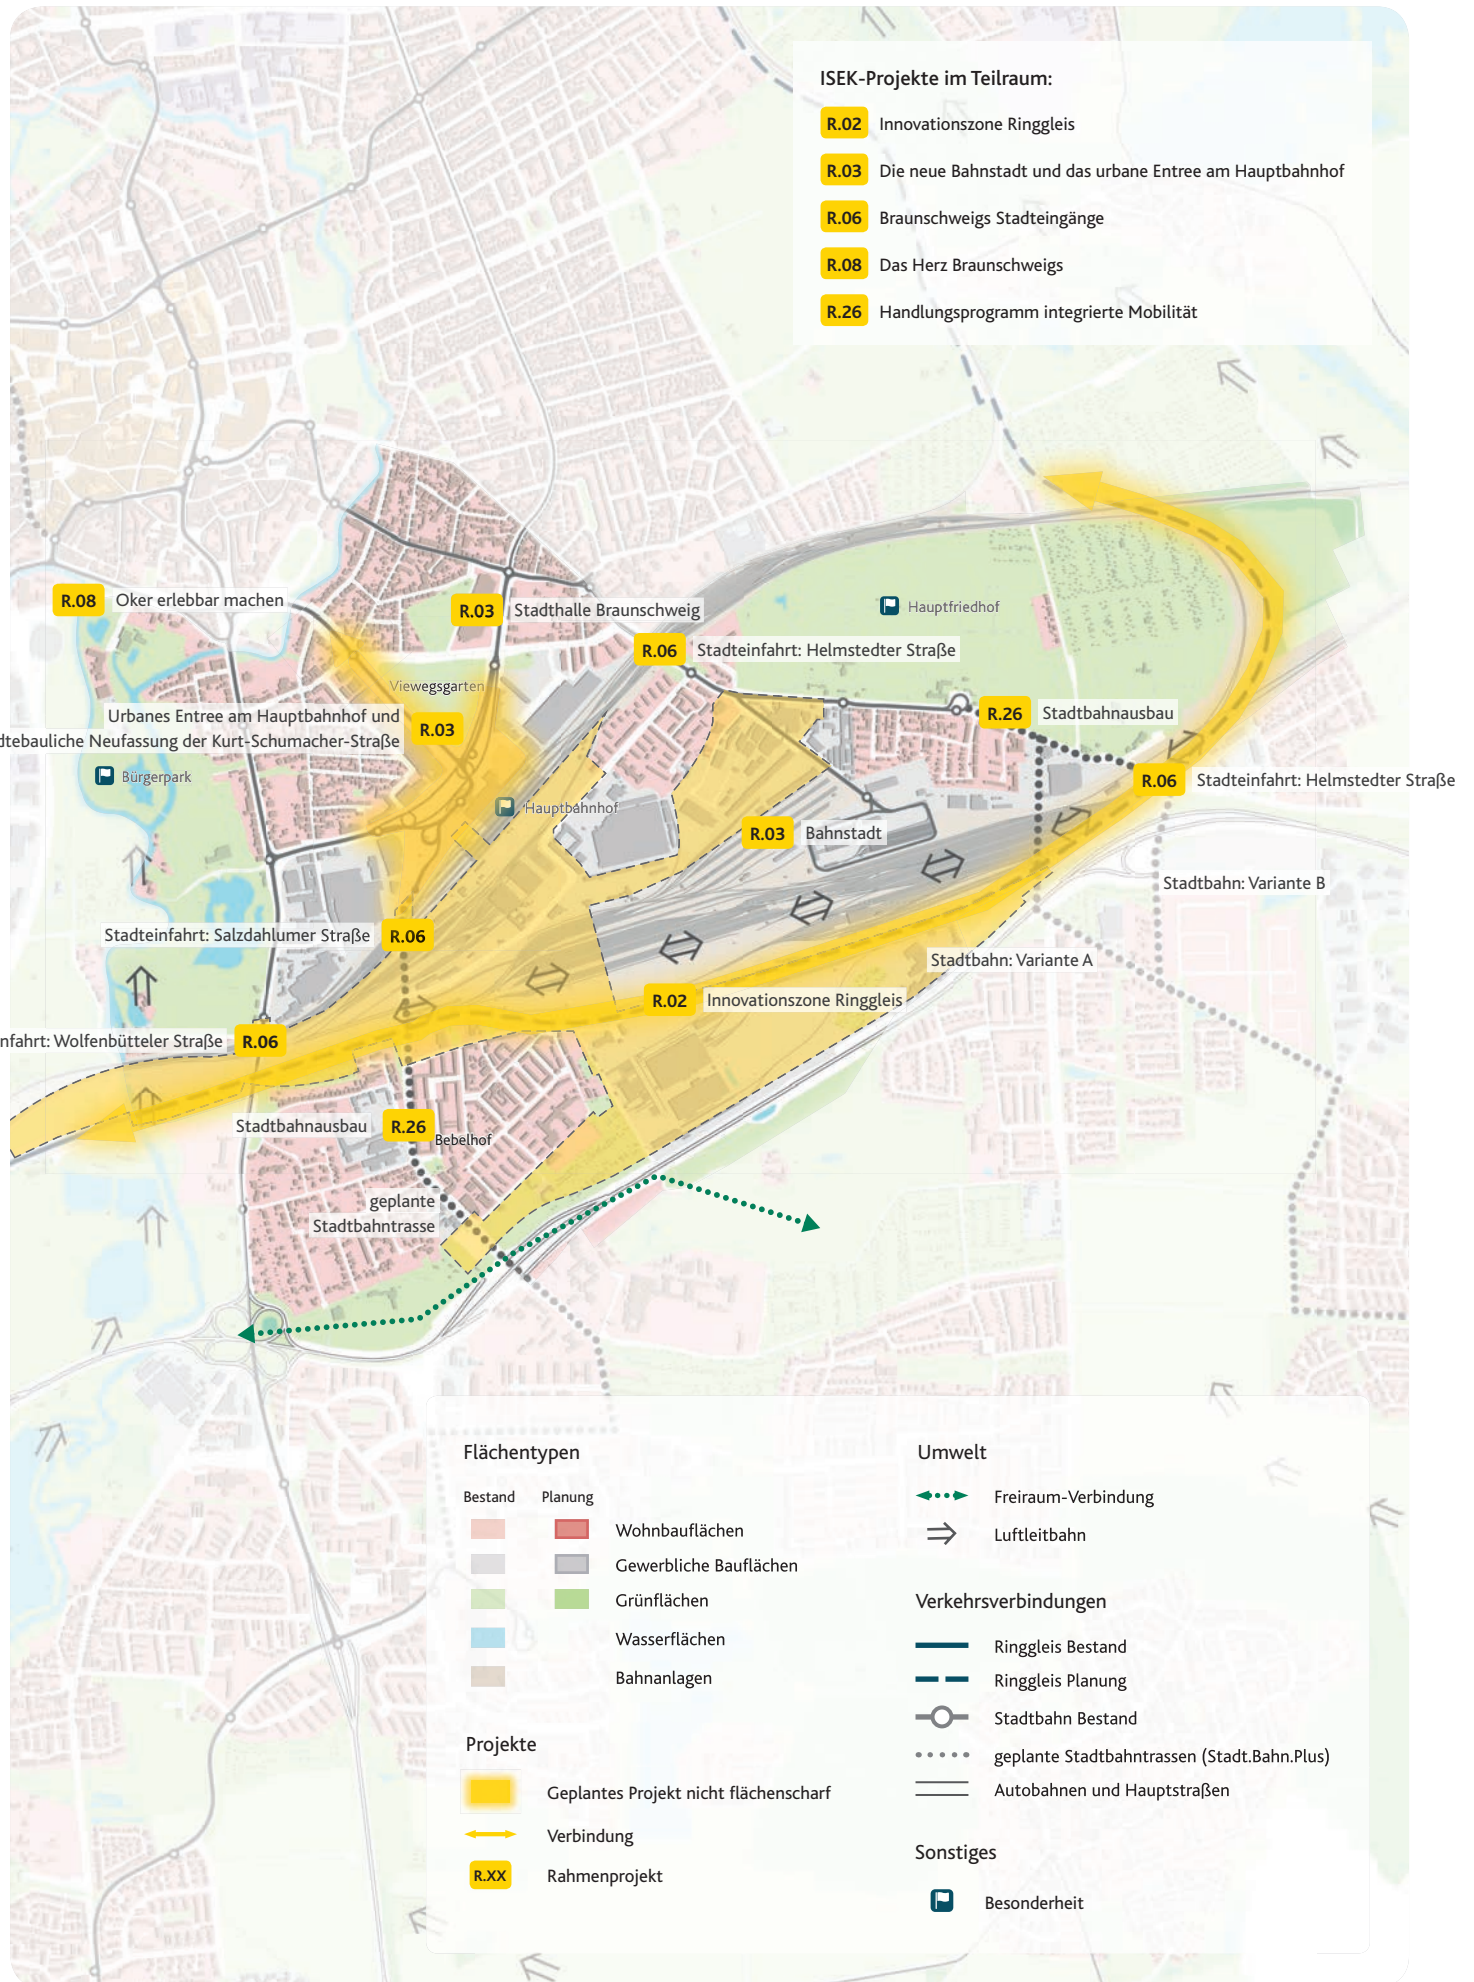 ISEK-Projekte im Teilraum:
R.02 Innovationszone Ringgleis
R.03 Die neue Bahnstadt und das urbane Entree am Hauptbahnhof
R.06 Braunschweigs Stadteingänge
R.08 Das Herz Braunschweigs
R.26 Handlungsprogramm integrierte Mobilität
R.08 Oker erlebbar machen
R.03 Stadthalle Braunschweig
Hauptfriedhof
R.06 Stadteinfahrt: Helmstedter Straße
Viewegsgarten
Urbanes Entree am Hauptbahnhof und
dtebauliche Neufassung der Kurt-Schumacher-Straße
R.03
R.26 Stadtbahnausbau
Bürgerpark
Hauptbahnhof
R.06 Stadteinfahrt: Helmstedter Straße
R.03 Bahnstadt
Stadtbahn: Variante B
Stadteinfahrt: Salzdahlumer Straße R.06
Stadtbahn: Variante A
R.02 Innovationszone Ringgleis
nfahrt: Wolfenbütteler Straße R.06
Stadtbahnausbau R.26
Bebelhof
geplante
Stadtbahntrasse
Flächentypen
Bestand Planung
Wohnbauflächen
Gewerbliche Bauflächen
Grünflächen
Wasserflächen
Bahnanlagen
Projekte
Geplantes Projekt nicht flächenscharf
Verbindung
R.XX Rahmenprojekt
Umwelt
Freiraum-Verbindung
Luftleitbahn
Verkehrsverbindungen
Ringgleis Bestand
Ringgleis Planung
Stadtbahn Bestand
geplante Stadtbahntrassen (Stadt.Bahn.Plus)
Autobahnen und Hauptstraßen
Sonstiges
Besonderheit